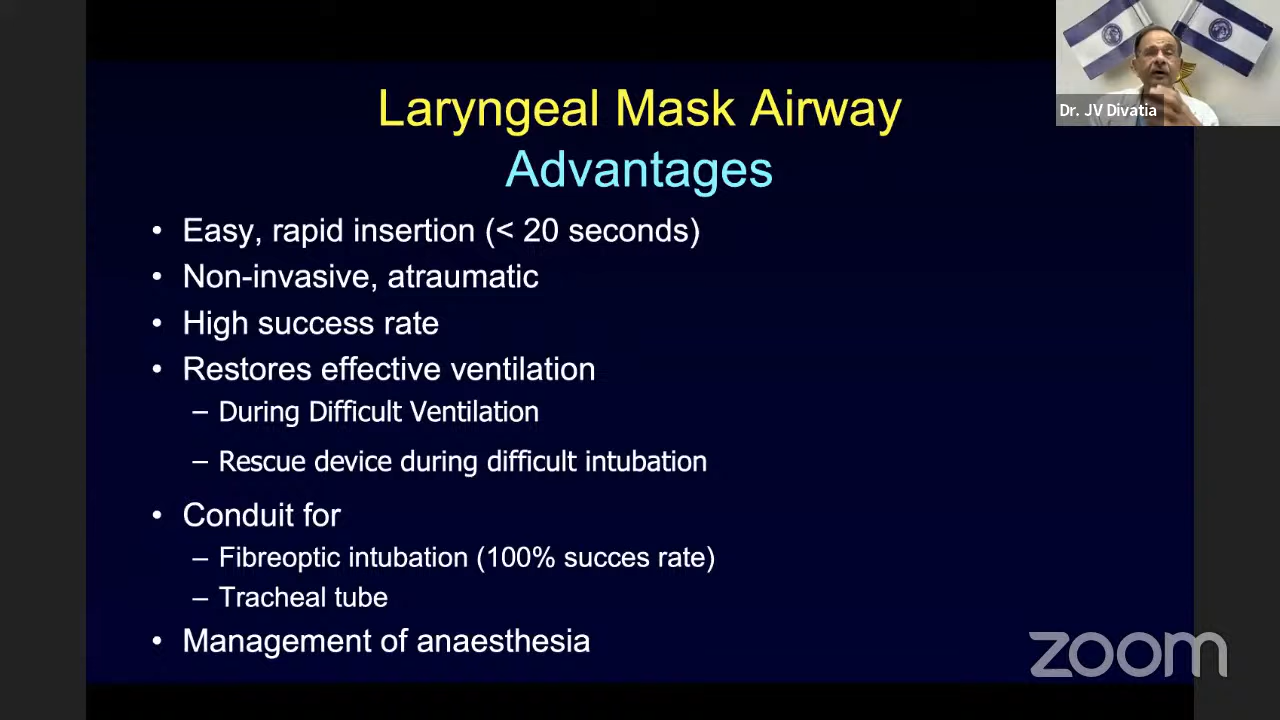 Dr. JV Divatia
Laryngeal Mask Airway
Advantages
• Easy, rapid insertion (< 20 seconds)
• Non-invasive, atraumatic
• High success rate
• Restores effective ventilation
– During Difficult Ventilation
– Rescue device during difficult intubation
• Conduit for
– Fibreoptic intubation (100% succes rate)
– Tracheal tube
• Management of anaesthesia
zoom